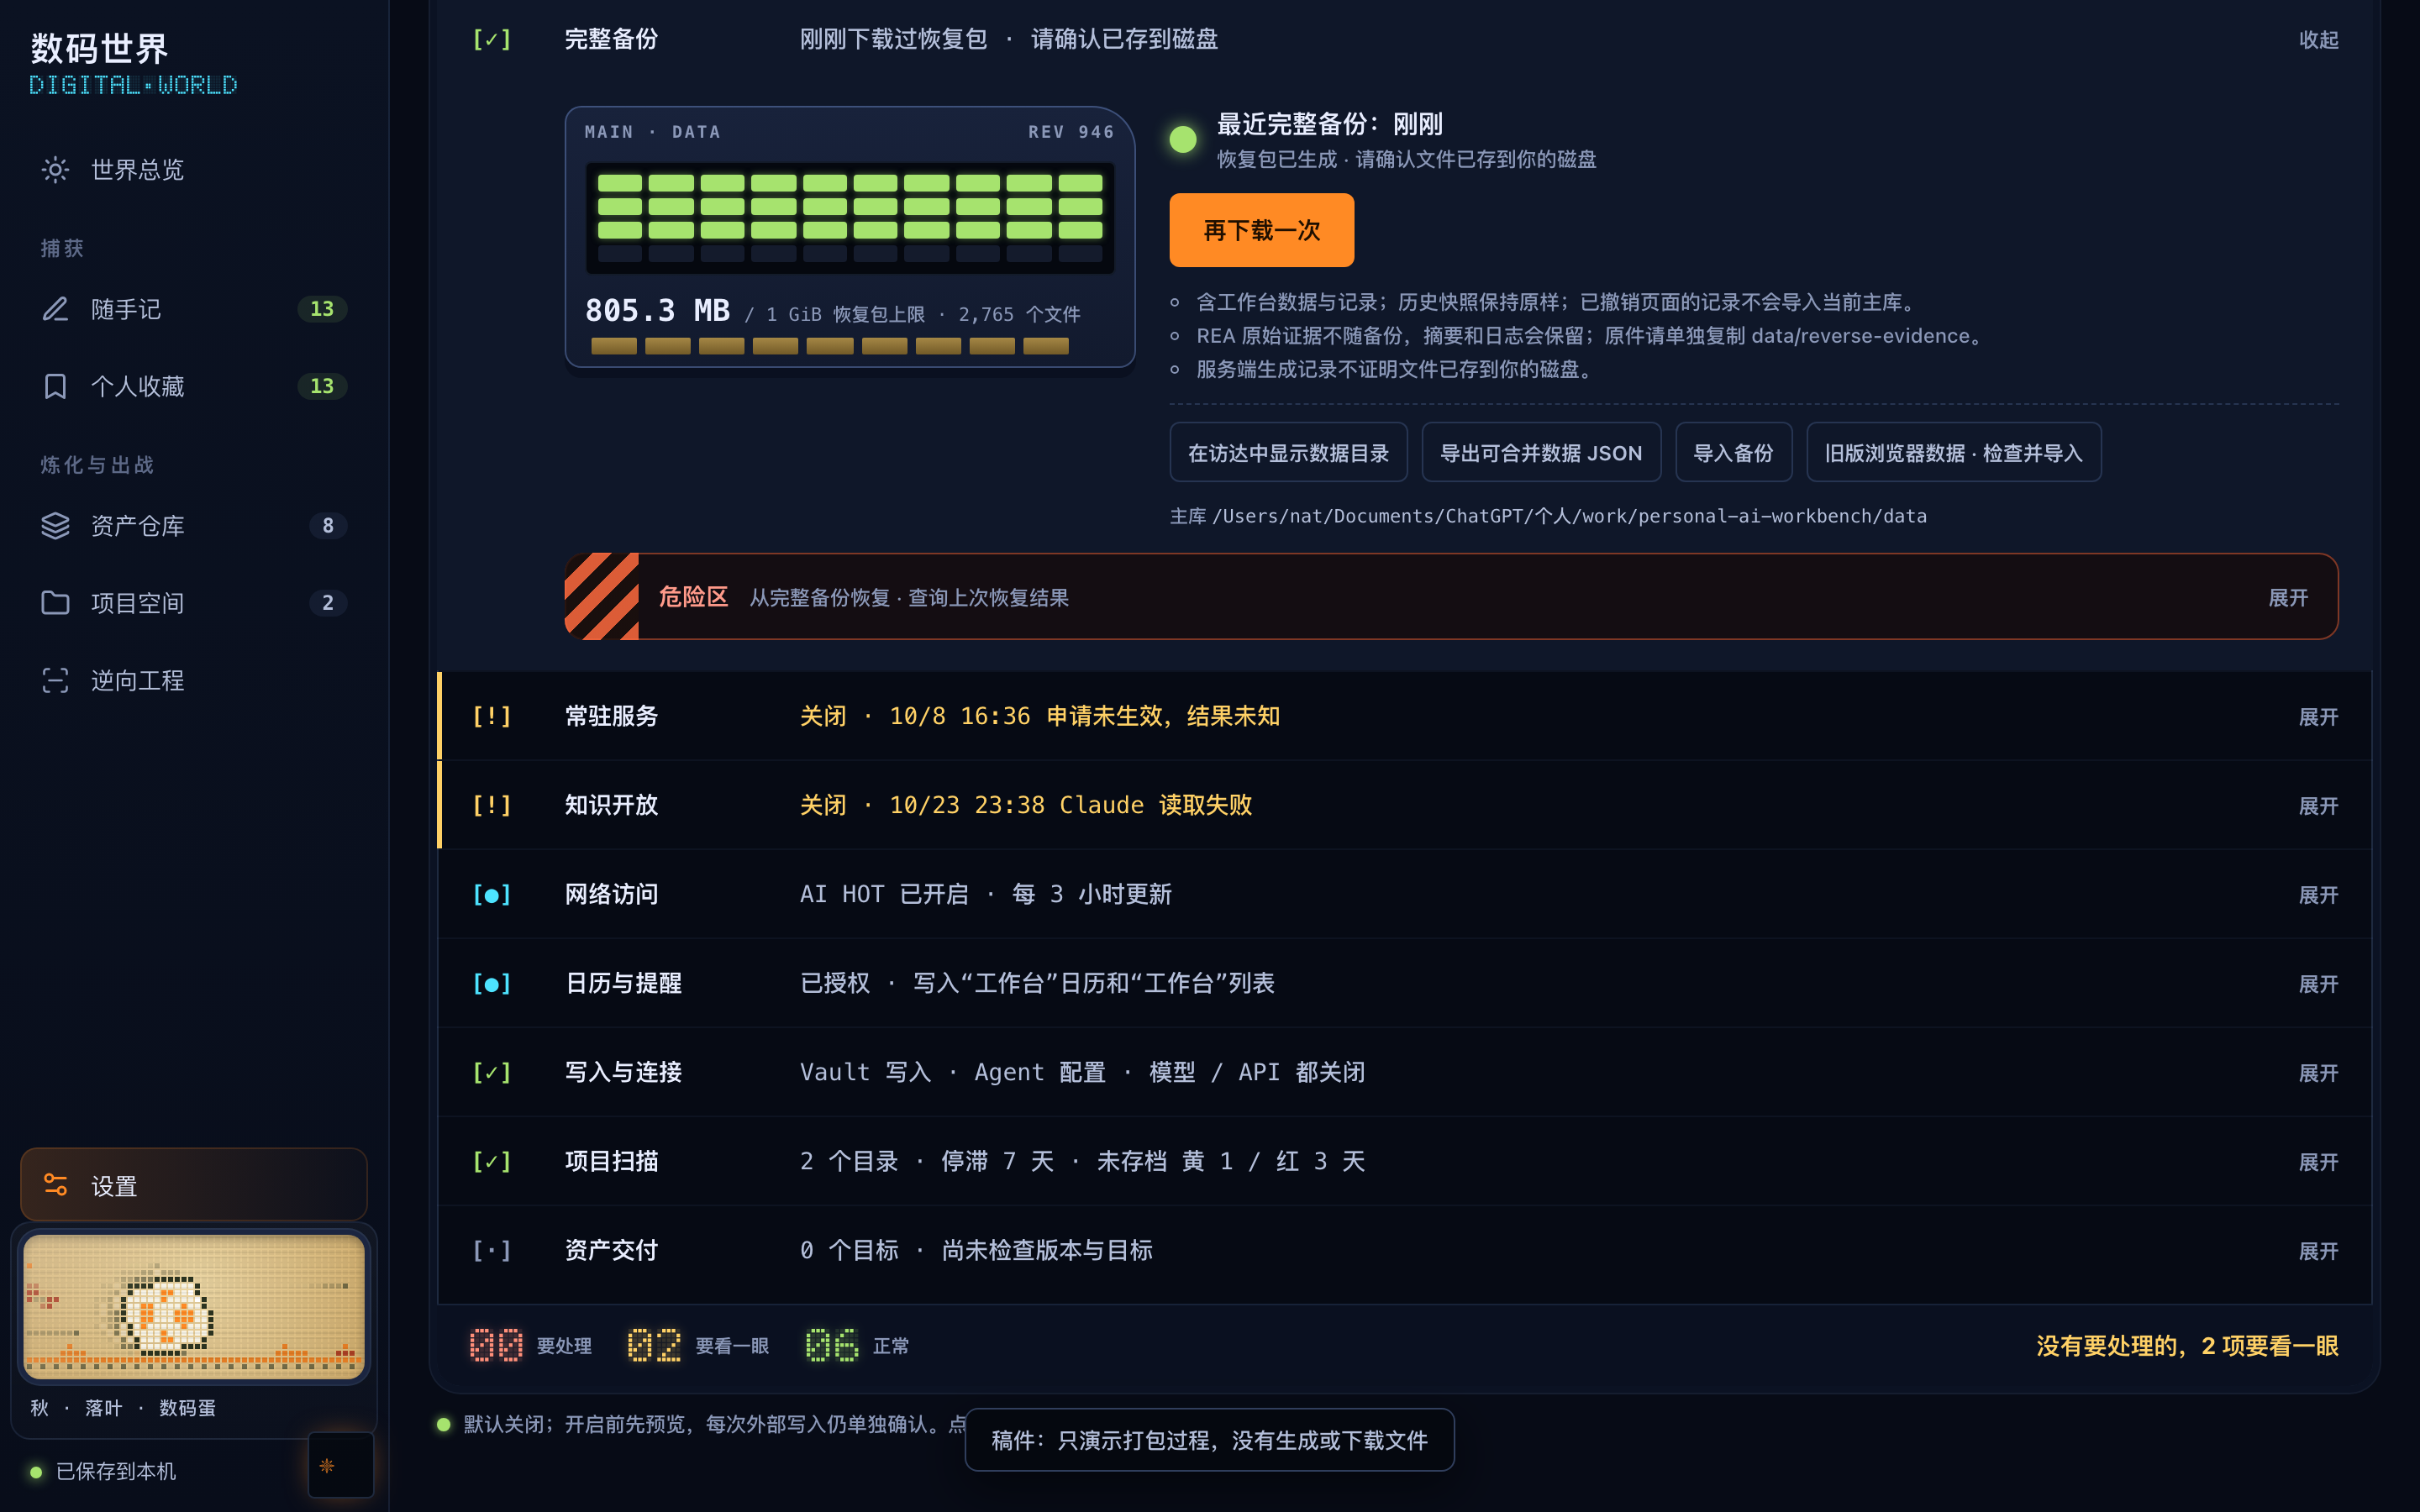 数码世界
DIGITAL·WORLD
世界总览
捕获
随手记 13
个人收藏 13
炼化与出战
资产仓库 8
项目空间 2
逆向工程
设置
秋 · 落叶 · 数码蛋
已保存到本机
[✓] 完整备份 刚刚下载过恢复包 · 请确认已存到磁盘 收起
MAIN · DATA REV 946
805.3 MB / 1 GiB 恢复包上限 · 2,765 个文件
最近完整备份：刚刚
恢复包已生成 · 请确认文件已存到你的磁盘
再下载一次
含工作台数据与记录；历史快照保持原样；已撤销页面的记录不会导入当前主库。
REA 原始证据不随备份，摘要和日志会保留；原件请单独复制 data/reverse-evidence。
服务端生成记录不证明文件已存到你的磁盘。
在访达中显示数据目录 导出可合并数据 JSON 导入备份 旧版浏览器数据 · 检查并导入
主库 /Users/nat/Documents/ChatGPT/个人/work/personal-ai-workbench/data
危险区 从完整备份恢复 · 查询上次恢复结果 展开
[!] 常驻服务 关闭 · 10/8 16:36 申请未生效，结果未知 展开
[!] 知识开放 关闭 · 10/23 23:38 Claude 读取失败 展开
[●] 网络访问 AI HOT 已开启 · 每 3 小时更新 展开
[●] 日历与提醒 已授权 · 写入“工作台”日历和“工作台”列表 展开
[✓] 写入与连接 Vault 写入 · Agent 配置 · 模型 / API 都关闭 展开
[✓] 项目扫描 2 个目录 · 停滞 7 天 · 未存档 黄 1 / 红 3 天 展开
[·] 资产交付 0 个目标 · 尚未检查版本与目标 展开
00 要处理 02 要看一眼 06 正常 没有要处理的，2 项要看一眼
默认关闭；开启前先预览，每次外部写入仍单独确认。点
稿件：只演示打包过程，没有生成或下载文件